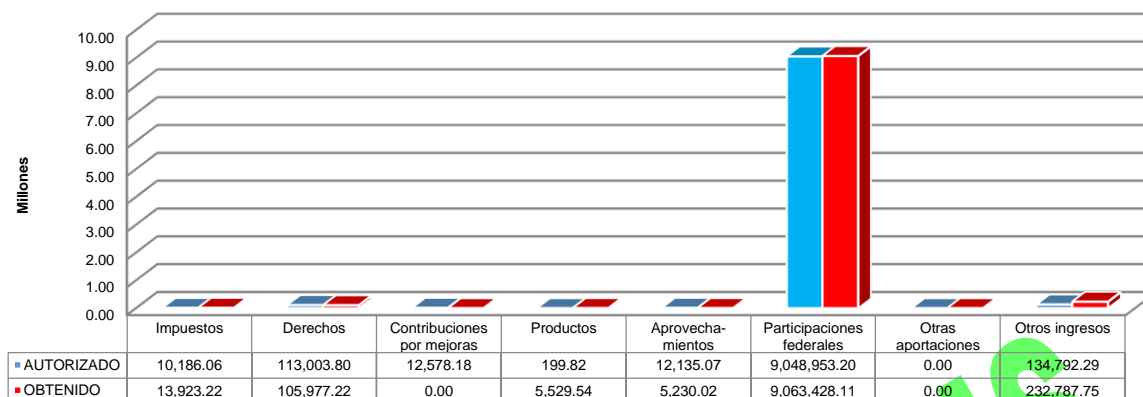 10.00
9.00
8.00
7.00
6.00
5.00
4.00
3.00
2.00
1.00
0.00
Millones
Impuestos Derechos Contribuciones por mejoras Productos Aprovecha-mientos Participaciones federales Otras aportaciones Otros ingresos
AUTORIZADO 10,186.06 113,003.80 12,578.18 199.82 12,135.07 9,048,953.20 0.00 134,792.29
OBTENIDO 13,923.22 105,977.22 0.00 5,529.54 5,230.02 9,063,428.11 0.00 232,787.75